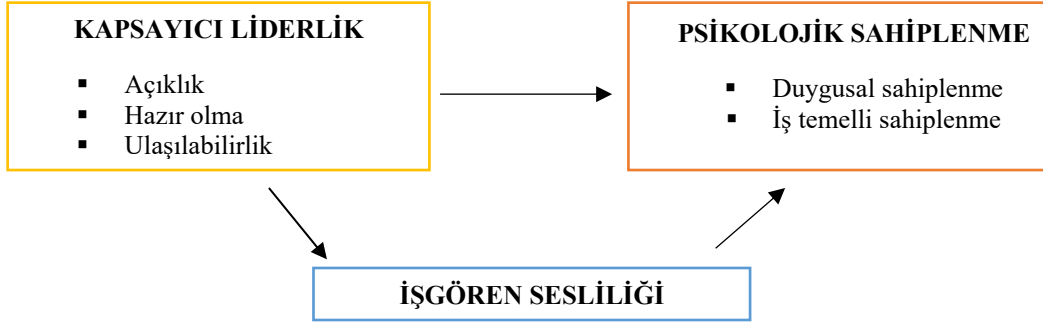 KAPSAYICI LİDERLİK
▪ Açıklık
▪ Hazır olma
▪ Ulaşılabilirlik
PSİKOLOJİK SAHİPLENME
▪ Duygusal sahiplenme
▪ İş temelli sahiplenme
İŞGÖREN SESLİLİĞİ